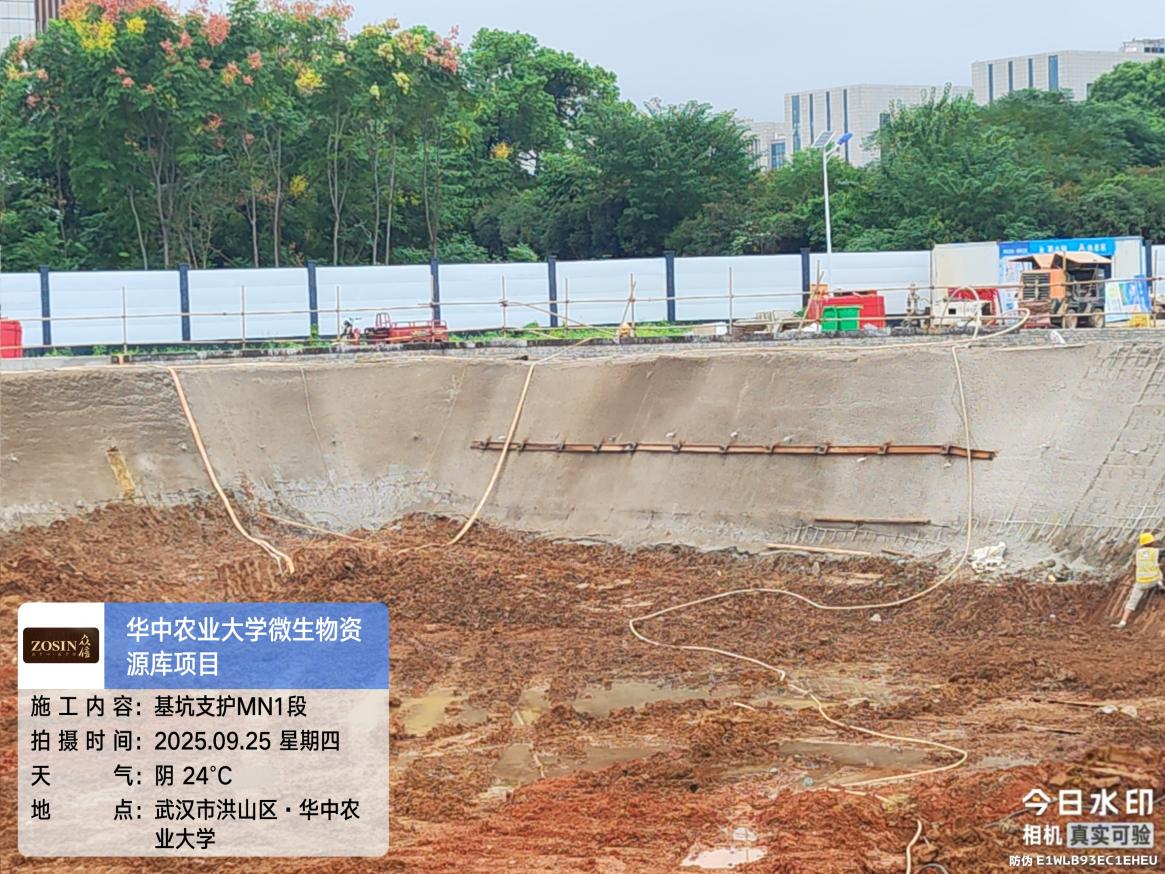 ZOSIN 众信
华中农业大学微生物资
源库项目
施工内容：基坑支护MN1段
拍摄时间：2025.09.25 星期四
天气：阴 24°C
地点：武汉市洪山区·华中农
业大学
今日水印
相机 真实可验
防伪 E1WLB93EC1EHEU